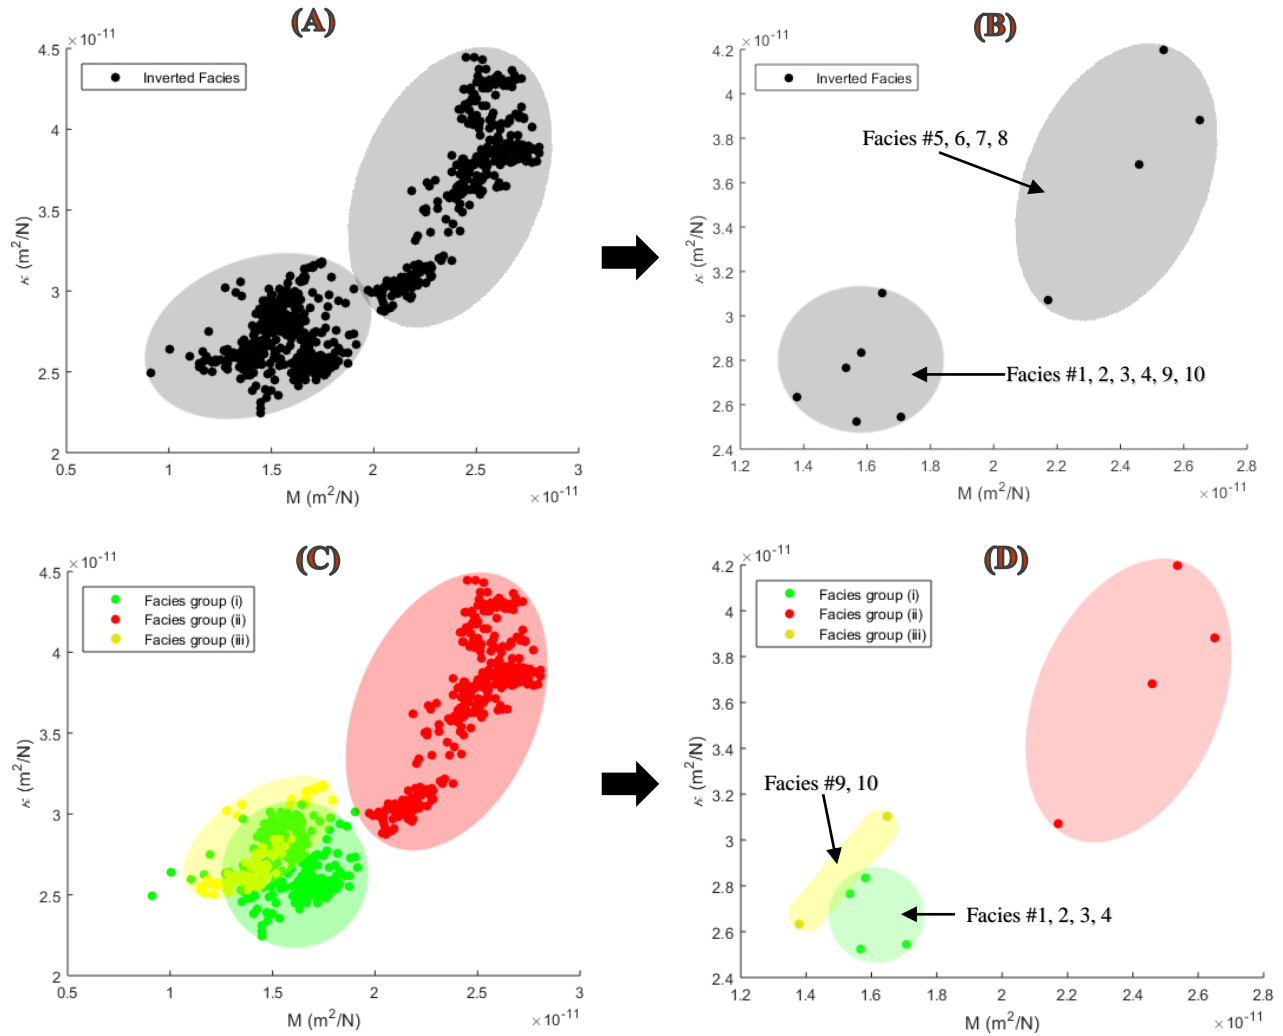 (A)
×10⁻¹¹
4.5
4
3.5
3
2.5
2
κ (m²/N)
Inverted Facies
0.5 1 1.5 2 2.5 3
M (m²/N)
×10⁻¹¹
(B)
×10⁻¹¹
4.2
4
3.8
3.6
3.4
3.2
3
2.8
2.6
2.4
κ (m²/N)
Inverted Facies
Facies #5, 6, 7, 8
Facies #1, 2, 3, 4, 9, 10
1.2 1.4 1.6 1.8 2 2.2 2.4 2.6 2.8
M (m²/N)
×10⁻¹¹
(C)
×10⁻¹¹
4.5
4
3.5
3
2.5
2
κ (m²/N)
Facies group (i)
Facies group (ii)
Facies group (iii)
0.5 1 1.5 2 2.5 3
M (m²/N)
×10⁻¹¹
(D)
×10⁻¹¹
4.2
4
3.8
3.6
3.4
3.2
3
2.8
2.6
2.4
κ (m²/N)
Facies group (i)
Facies group (ii)
Facies group (iii)
Facies #9, 10
Facies #1, 2, 3, 4
1.2 1.4 1.6 1.8 2 2.2 2.4 2.6 2.8
M (m²/N)
×10⁻¹¹